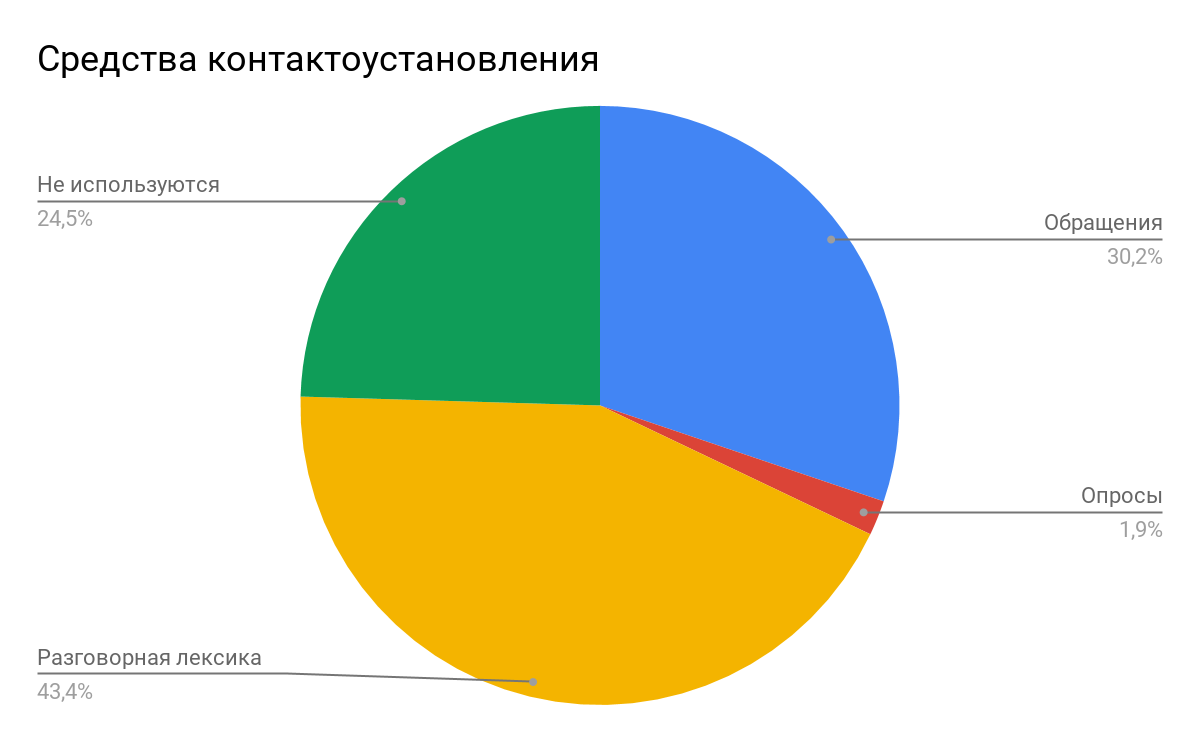 Средства контактоустановления
Не используются
24,5%
Обращения
30,2%
Опросы
1,9%
Разговорная лексика
43,4%